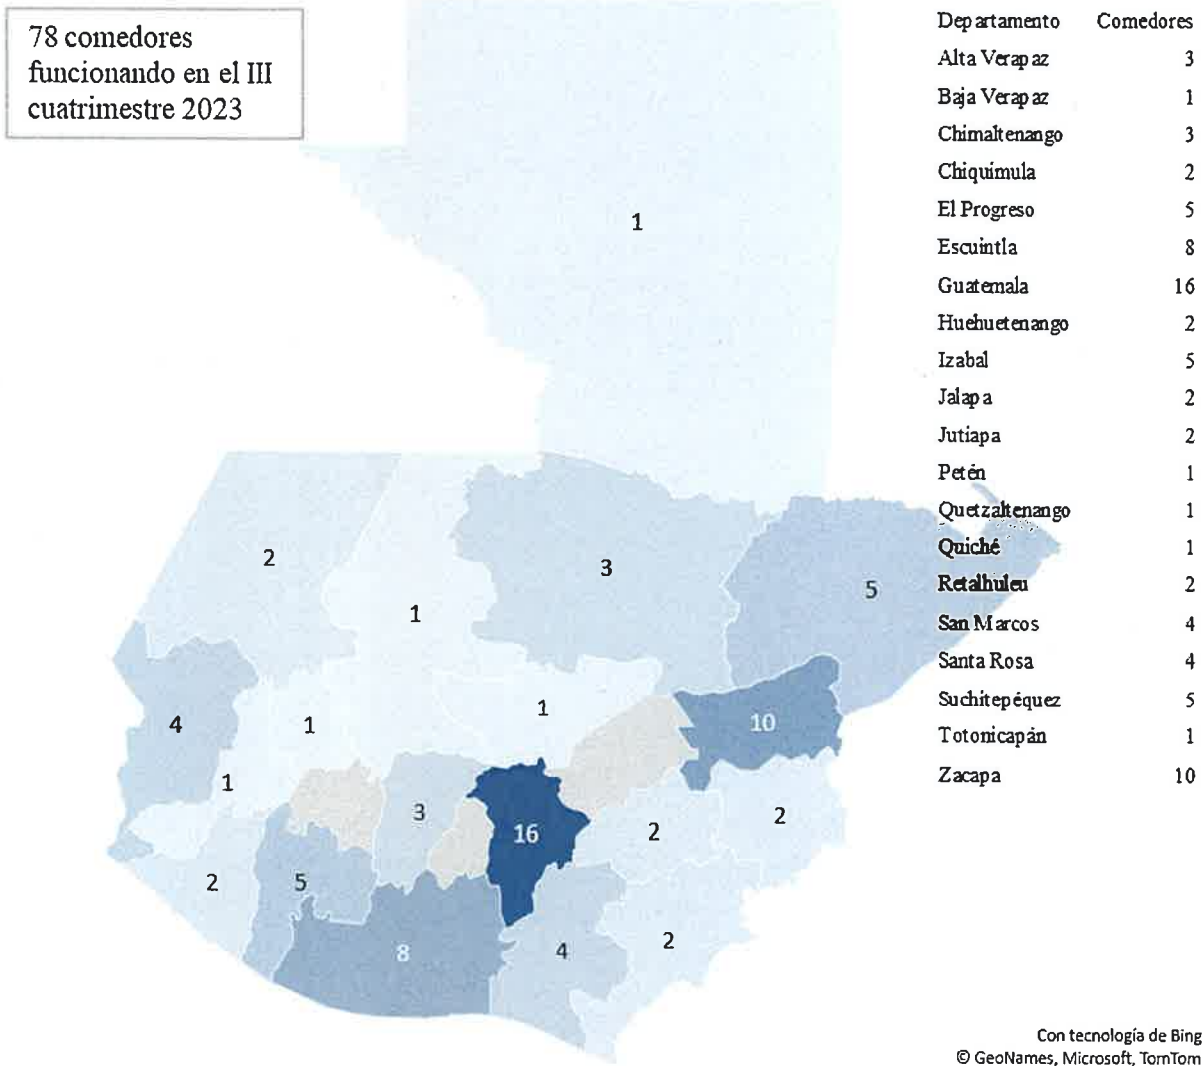 78 comedores
funcionando en el III
cuatrimestre 2023
Departamento Comedores
Alta Verapaz 3
Baja Verapaz 1
Chimaltenango 3
Chiquimula 2
El Progreso 5
Escuintla 8
Guatemala 16
Huehuetenango 2
Izabal 5
Jalapa 2
Jutiapa 2
Petén 1
Quetzaltenango 1
Quiché 1
Retalhuleu 2
San Marcos 4
Santa Rosa 4
Suchitepéquez 5
Totonicapán 1
Zacapa 10
1
2
3
5
1
4
1
1
10
1
3
16
2
2
2
5
8
4
2
Con tecnología de Bing
© GeoNames, Microsoft, TomTom